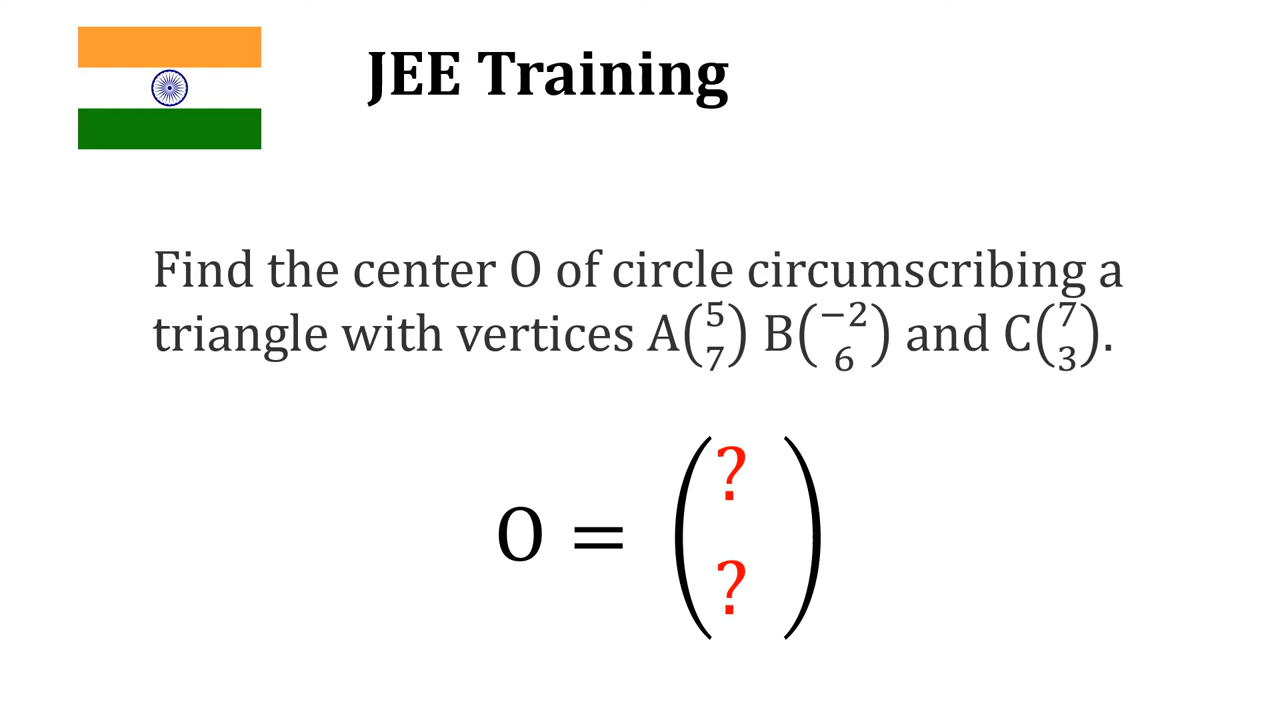 JEE Training
Find the center O of circle circumscribing a
triangle with vertices A(5 7) B(−2 6) and C(7 3).
O = (? ?)